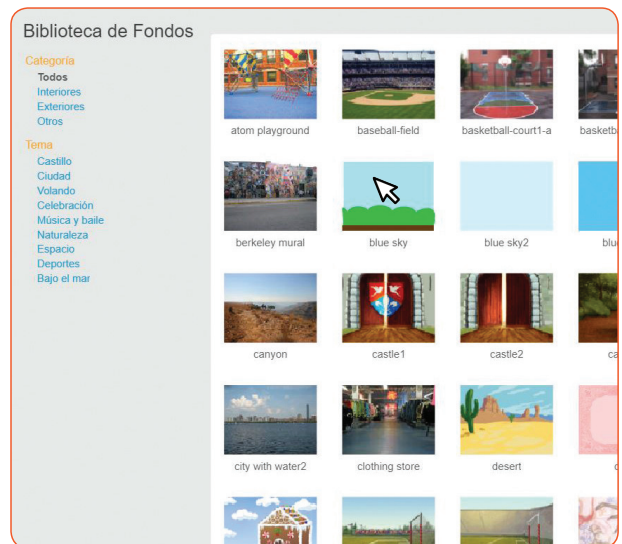 Biblioteca de Fondos
Categoría
Todos
Interiores
Exteriores
Otros
Tema
Castillo
Ciudad
Volando
Celebración
Música y baile
Naturaleza
Espacio
Deportes
Bajo el mar
atom playground
baseball-field
basketball-court1-a
berkeley mural
blue sky
blue sky2
canyon
castle1
castle2
city with water2
clothing store
desert